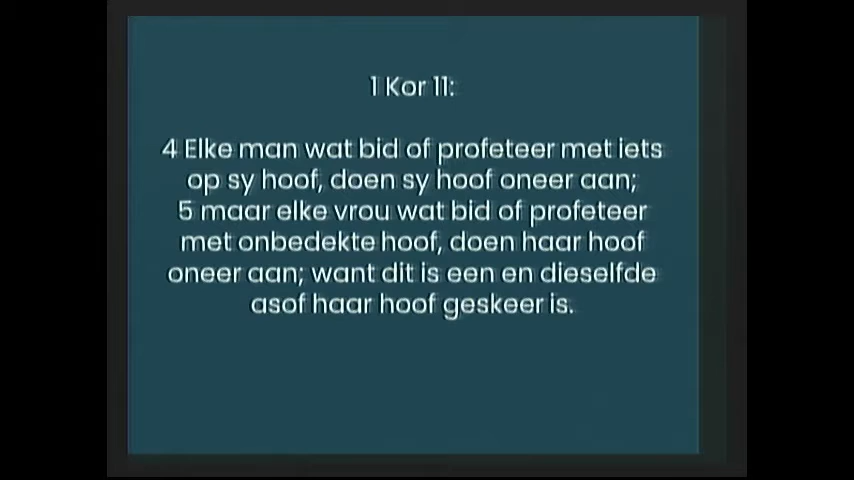 1 Kor 11:
4 Elke man wat bid of profeteer met iets
op sy hoof, doen sy hoof oneer aan;
5 maar elke vrou wat bid of profeteer
met onbedekte hoof, doen haar hoof
oneer aan; want dit is een en dieselfde
asof haar hoof geskeer is.